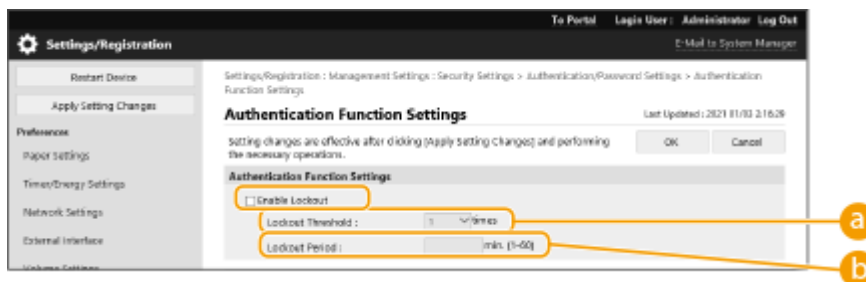 To Portal Login User : Administrator Log Out
Settings/Registration
E-Mail to System Manager
Restart Device
Apply Setting Changes
Preferences
Paper Settings
Timer/Energy Settings
Network Settings
External Interface
Volume Settings
Settings/Registration : Management Settings : Security Settings > Authentication/Password Settings > Authentication
Function Settings
Authentication Function Settings
Last Updated : 2021 01/03 2:16:29
Setting changes are effective after clicking [Apply Setting Changes] and performing
the necessary operations.
OK Cancel
Authentication Function Settings
Enable Lockout
Lockout Threshold : 1 times
Lockout Period : min. (1-60)
a
b